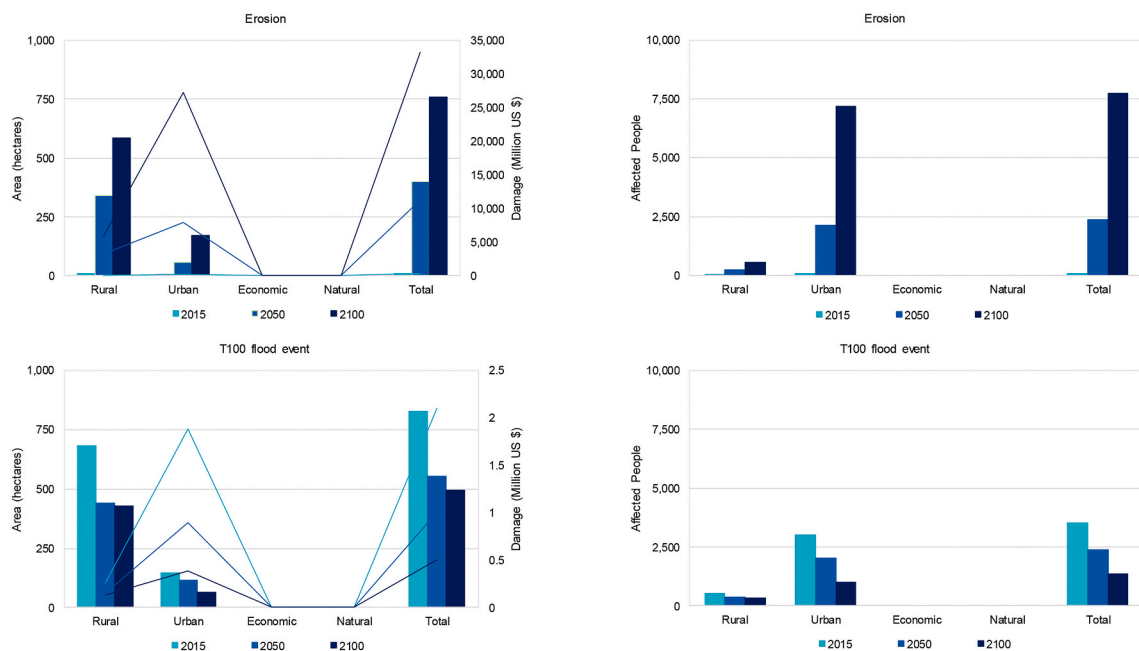 Erosion
1,000
750
500
250
0
Area (hectares)
35,000
30,000
25,000
20,000
15,000
10,000
5,000
0
Damage (Million US $)
Rural Urban Economic Natural Total
2015 2050 2100
Erosion
10,000
7,500
5,000
2,500
0
Affected People
Rural Urban Economic Natural Total
2015 2050 2100
T100 flood event
1,000
750
500
250
0
Area (hectares)
2.5
2
1.5
1
0.5
0
Damage (Million US $)
Rural Urban Economic Natural Total
2015 2050 2100
T100 flood event
10,000
7,500
5,000
2,500
0
Affected People
Rural Urban Economic Natural Total
2015 2050 2100